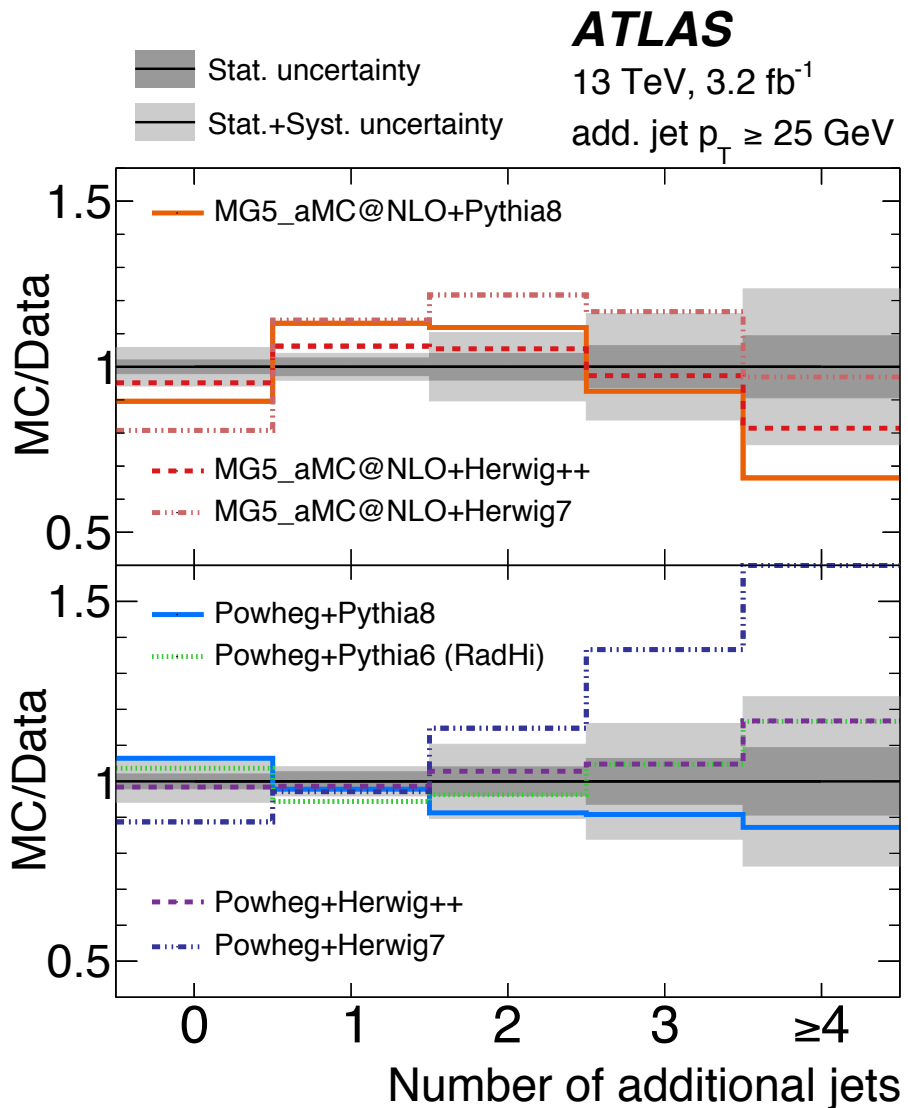 ATLAS
Stat. uncertainty
13 TeV, 3.2 fb⁻¹
Stat.+Syst. uncertainty
add. jet p_T ≥ 25 GeV
MC/Data
1.5
1
0.5
MG5_aMC@NLO+Pythia8
MG5_aMC@NLO+Herwig++
MG5_aMC@NLO+Herwig7
MC/Data
1.5
1
0.5
Powheg+Pythia8
Powheg+Pythia6 (RadHi)
Powheg+Herwig++
Powheg+Herwig7
0 1 2 3 ≥4
Number of additional jets